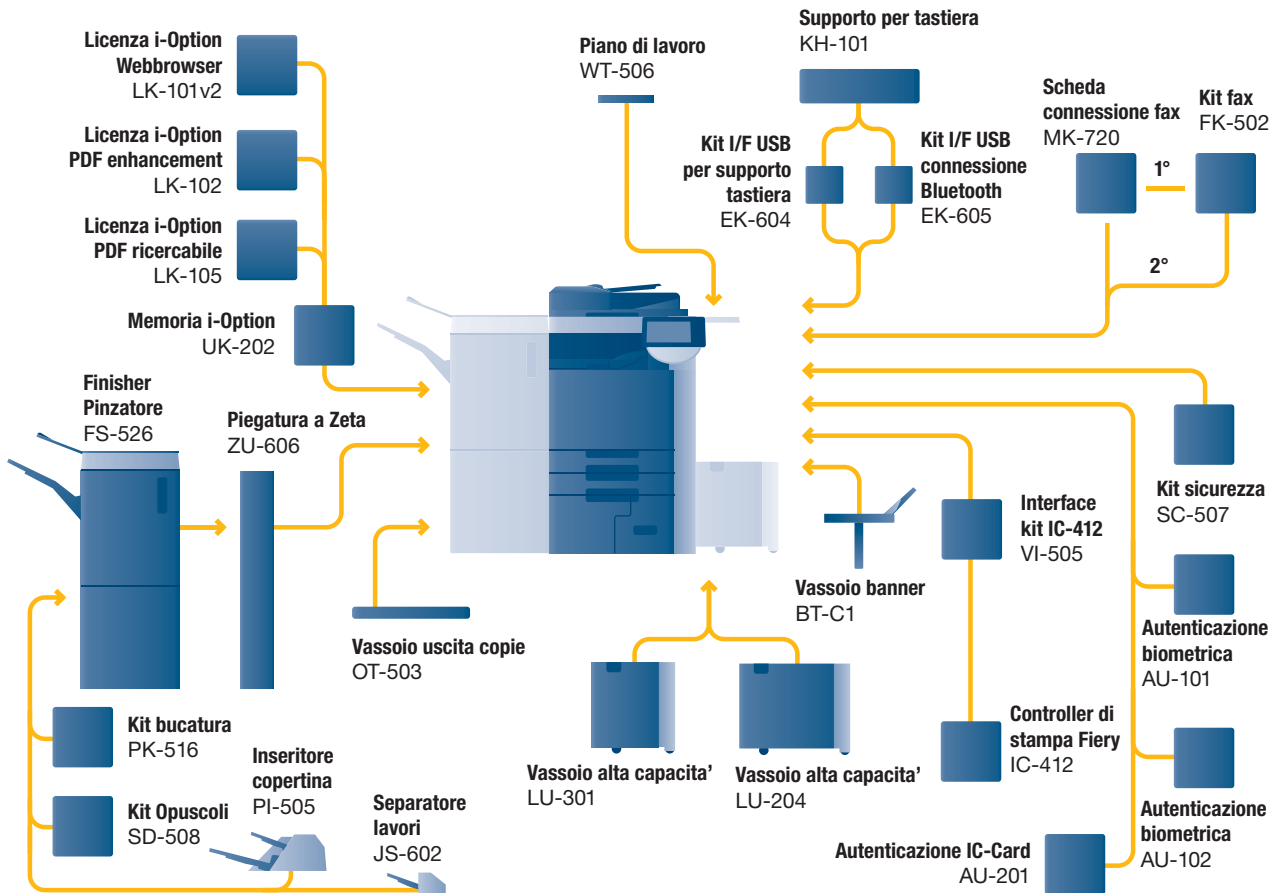 Licenza i-Option
Webbrowser
LK-101v2
Licenza i-Option
PDF enhancement
LK-102
Licenza i-Option
PDF ricercabile
LK-105
Memoria i-Option
UK-202
Piano di lavoro
WT-506
Supporto per tastiera
KH-101
Kit I/F USB
per supporto
tastiera
EK-604
Kit I/F USB
connessione
Bluetooth
EK-605
Scheda
connessione fax
MK-720
Kit fax
FK-502
1°
2°
Finisher
Pinzatore
FS-526
Piegatura a Zeta
ZU-606
Vassoio uscita copie
OT-503
Kit bucatura
PK-516
Kit Opuscoli
SD-508
Inseritore
copertina
PI-505
Separatore
lavori
JS-602
Vassoio alta capacita'
LU-301
Vassoio alta capacita'
LU-204
Vassoio banner
BT-C1
Interface
kit IC-412
VI-505
Controller di
stampa Fiery
IC-412
Kit sicurezza
SC-507
Autenticazione
biometrica
AU-101
Autenticazione
biometrica
AU-102
Autenticazione IC-Card
AU-201